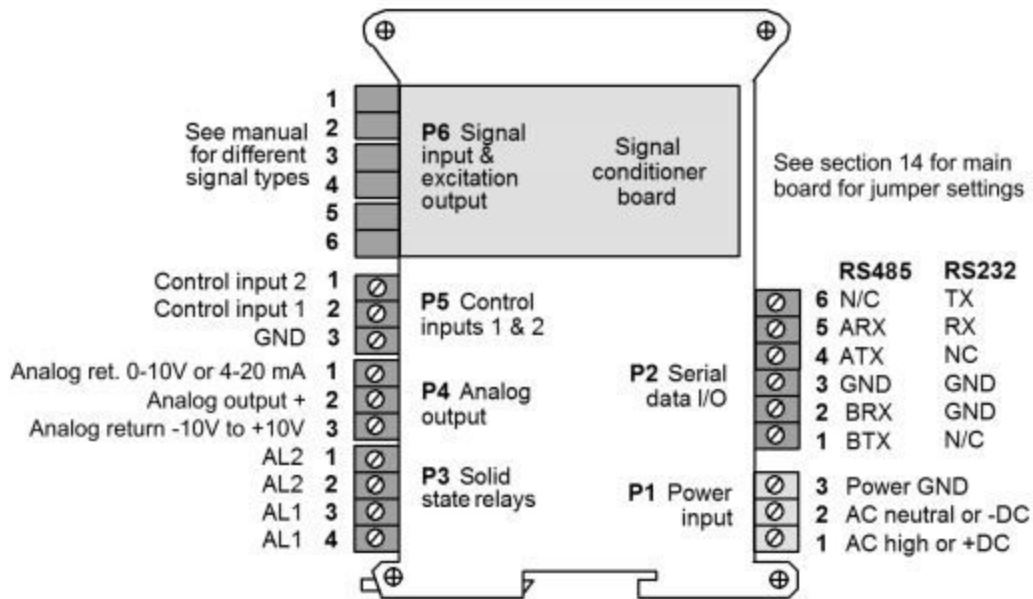 1
2
3
4
5
6
See manual
for different
signal types
P6 Signal
input &
excitation
output
Signal
conditioner
board
See section 14 for main
board for jumper settings
Control input 2 1
Control input 1 2
GND 3
P5 Control
inputs 1 & 2
Analog ret. 0-10V or 4-20 mA 1
Analog output + 2
Analog return -10V to +10V 3
P4 Analog
output
AL2 1
AL2 2
AL1 3
AL1 4
P3 Solid
state relays
P2 Serial
data I/O
RS485 RS232
6 N/C TX
5 ARX RX
4 ATX NC
3 GND GND
2 BRX GND
1 BTX N/C
P1 Power
input
3 Power GND
2 AC neutral or -DC
1 AC high or +DC